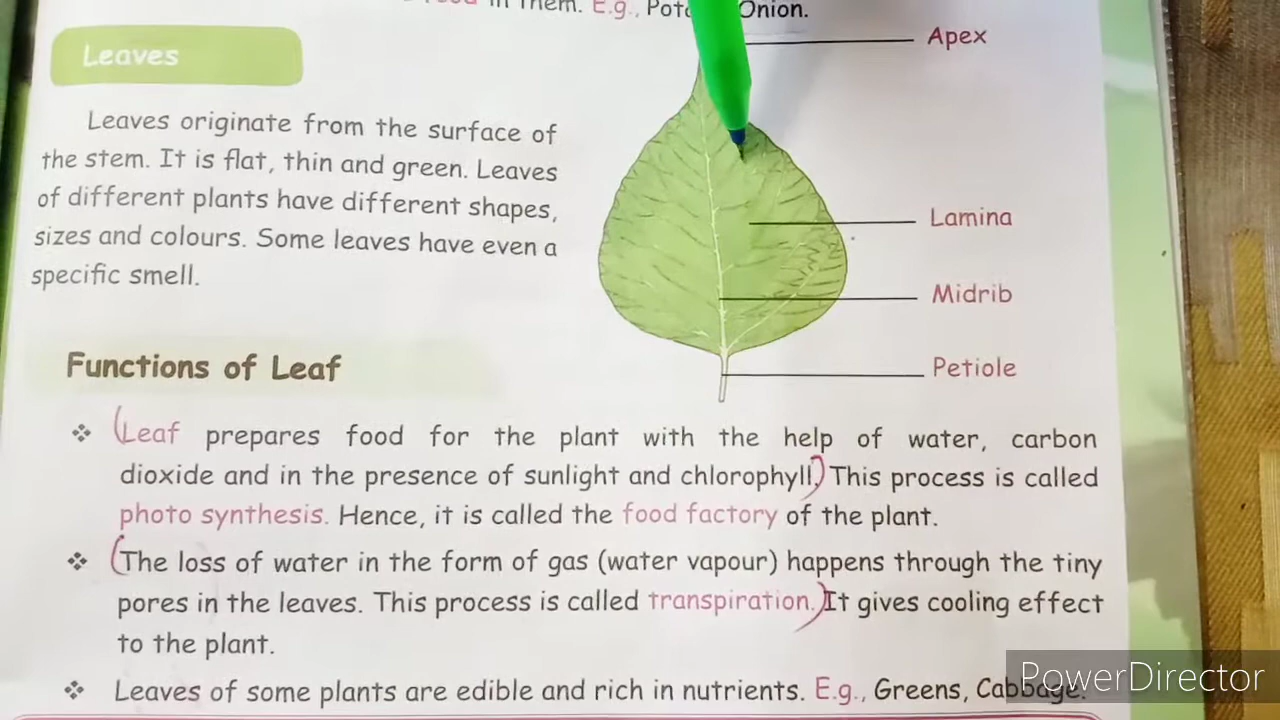 in them. E.g., Onion.
Leaves
Apex
Leaves originate from the surface of
the stem. It is flat, thin and green. Leaves
of different plants have different shapes,
sizes and colours. Some leaves have even a
specific smell.
Lamina
Midrib
Petiole
Functions of Leaf
❖ Leaf prepares food for the plant with the help of water, carbon
dioxide and in the presence of sunlight and chlorophyll. This process is called
photo synthesis. Hence, it is called the food factory of the plant.
❖ The loss of water in the form of gas (water vapour) happens through the tiny
pores in the leaves. This process is called transpiration. It gives cooling effect
to the plant.
❖ Leaves of some plants are edible and rich in nutrients. E.g., Greens, Cabbage.
PowerDirector